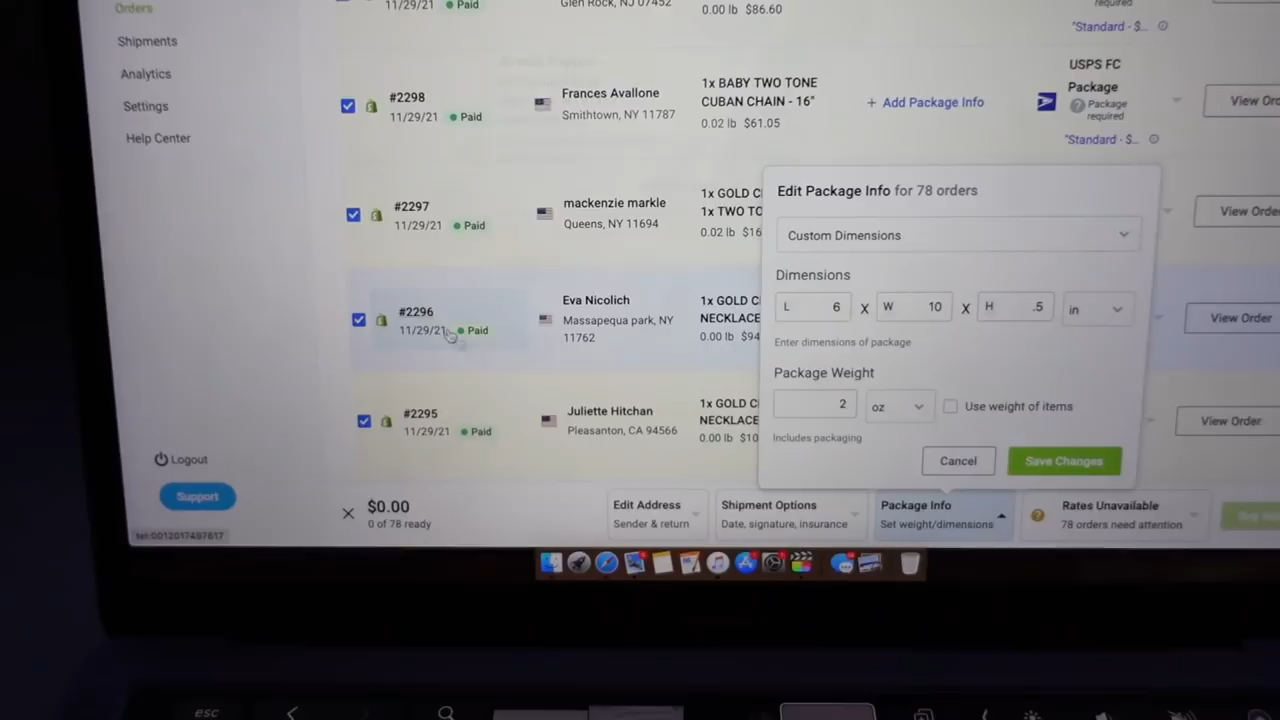 Orders
11/29/21 Paid
Glen Rock, NJ 07452
0.00 lb $86.60
required
"Standard - $...
Shipments
Analytics
Settings
Help Center
#2298
11/29/21 Paid
Frances Avallone
Smithtown, NY 11787
1x BABY TWO TONE
CUBAN CHAIN - 16"
0.02 lb $61.05
+ Add Package Info
USPS FC
Package
Package
required
"Standard - $...
View Ord
#2297
11/29/21 Paid
mackenzie markle
Queens, NY 11694
1x GOLD C
1x TWO TO
0.02 lb $16
View Orde
#2296
11/29/21 Paid
Eva Nicolich
Massapequa park, NY
11762
1x GOLD C
NECKLACE
0.00 lb $94
View Order
#2295
11/29/21 Paid
Juliette Hitchan
Pleasanton, CA 94566
1x GOLD C
NECKLACE
0.00 lb $10
View Order
Edit Package Info for 78 orders
Custom Dimensions
Dimensions
L 6 X W 10 X H .5 in
Enter dimensions of package
Package Weight
2 oz Use weight of items
Includes packaging
Cancel Save Changes
Logout
Support
$0.00
0 of 78 ready
Edit Address
Sender & return
Shipment Options
Date, signature, insurance
Package Info
Set weight/dimensions
Rates Unavailable
78 orders need attention
esc